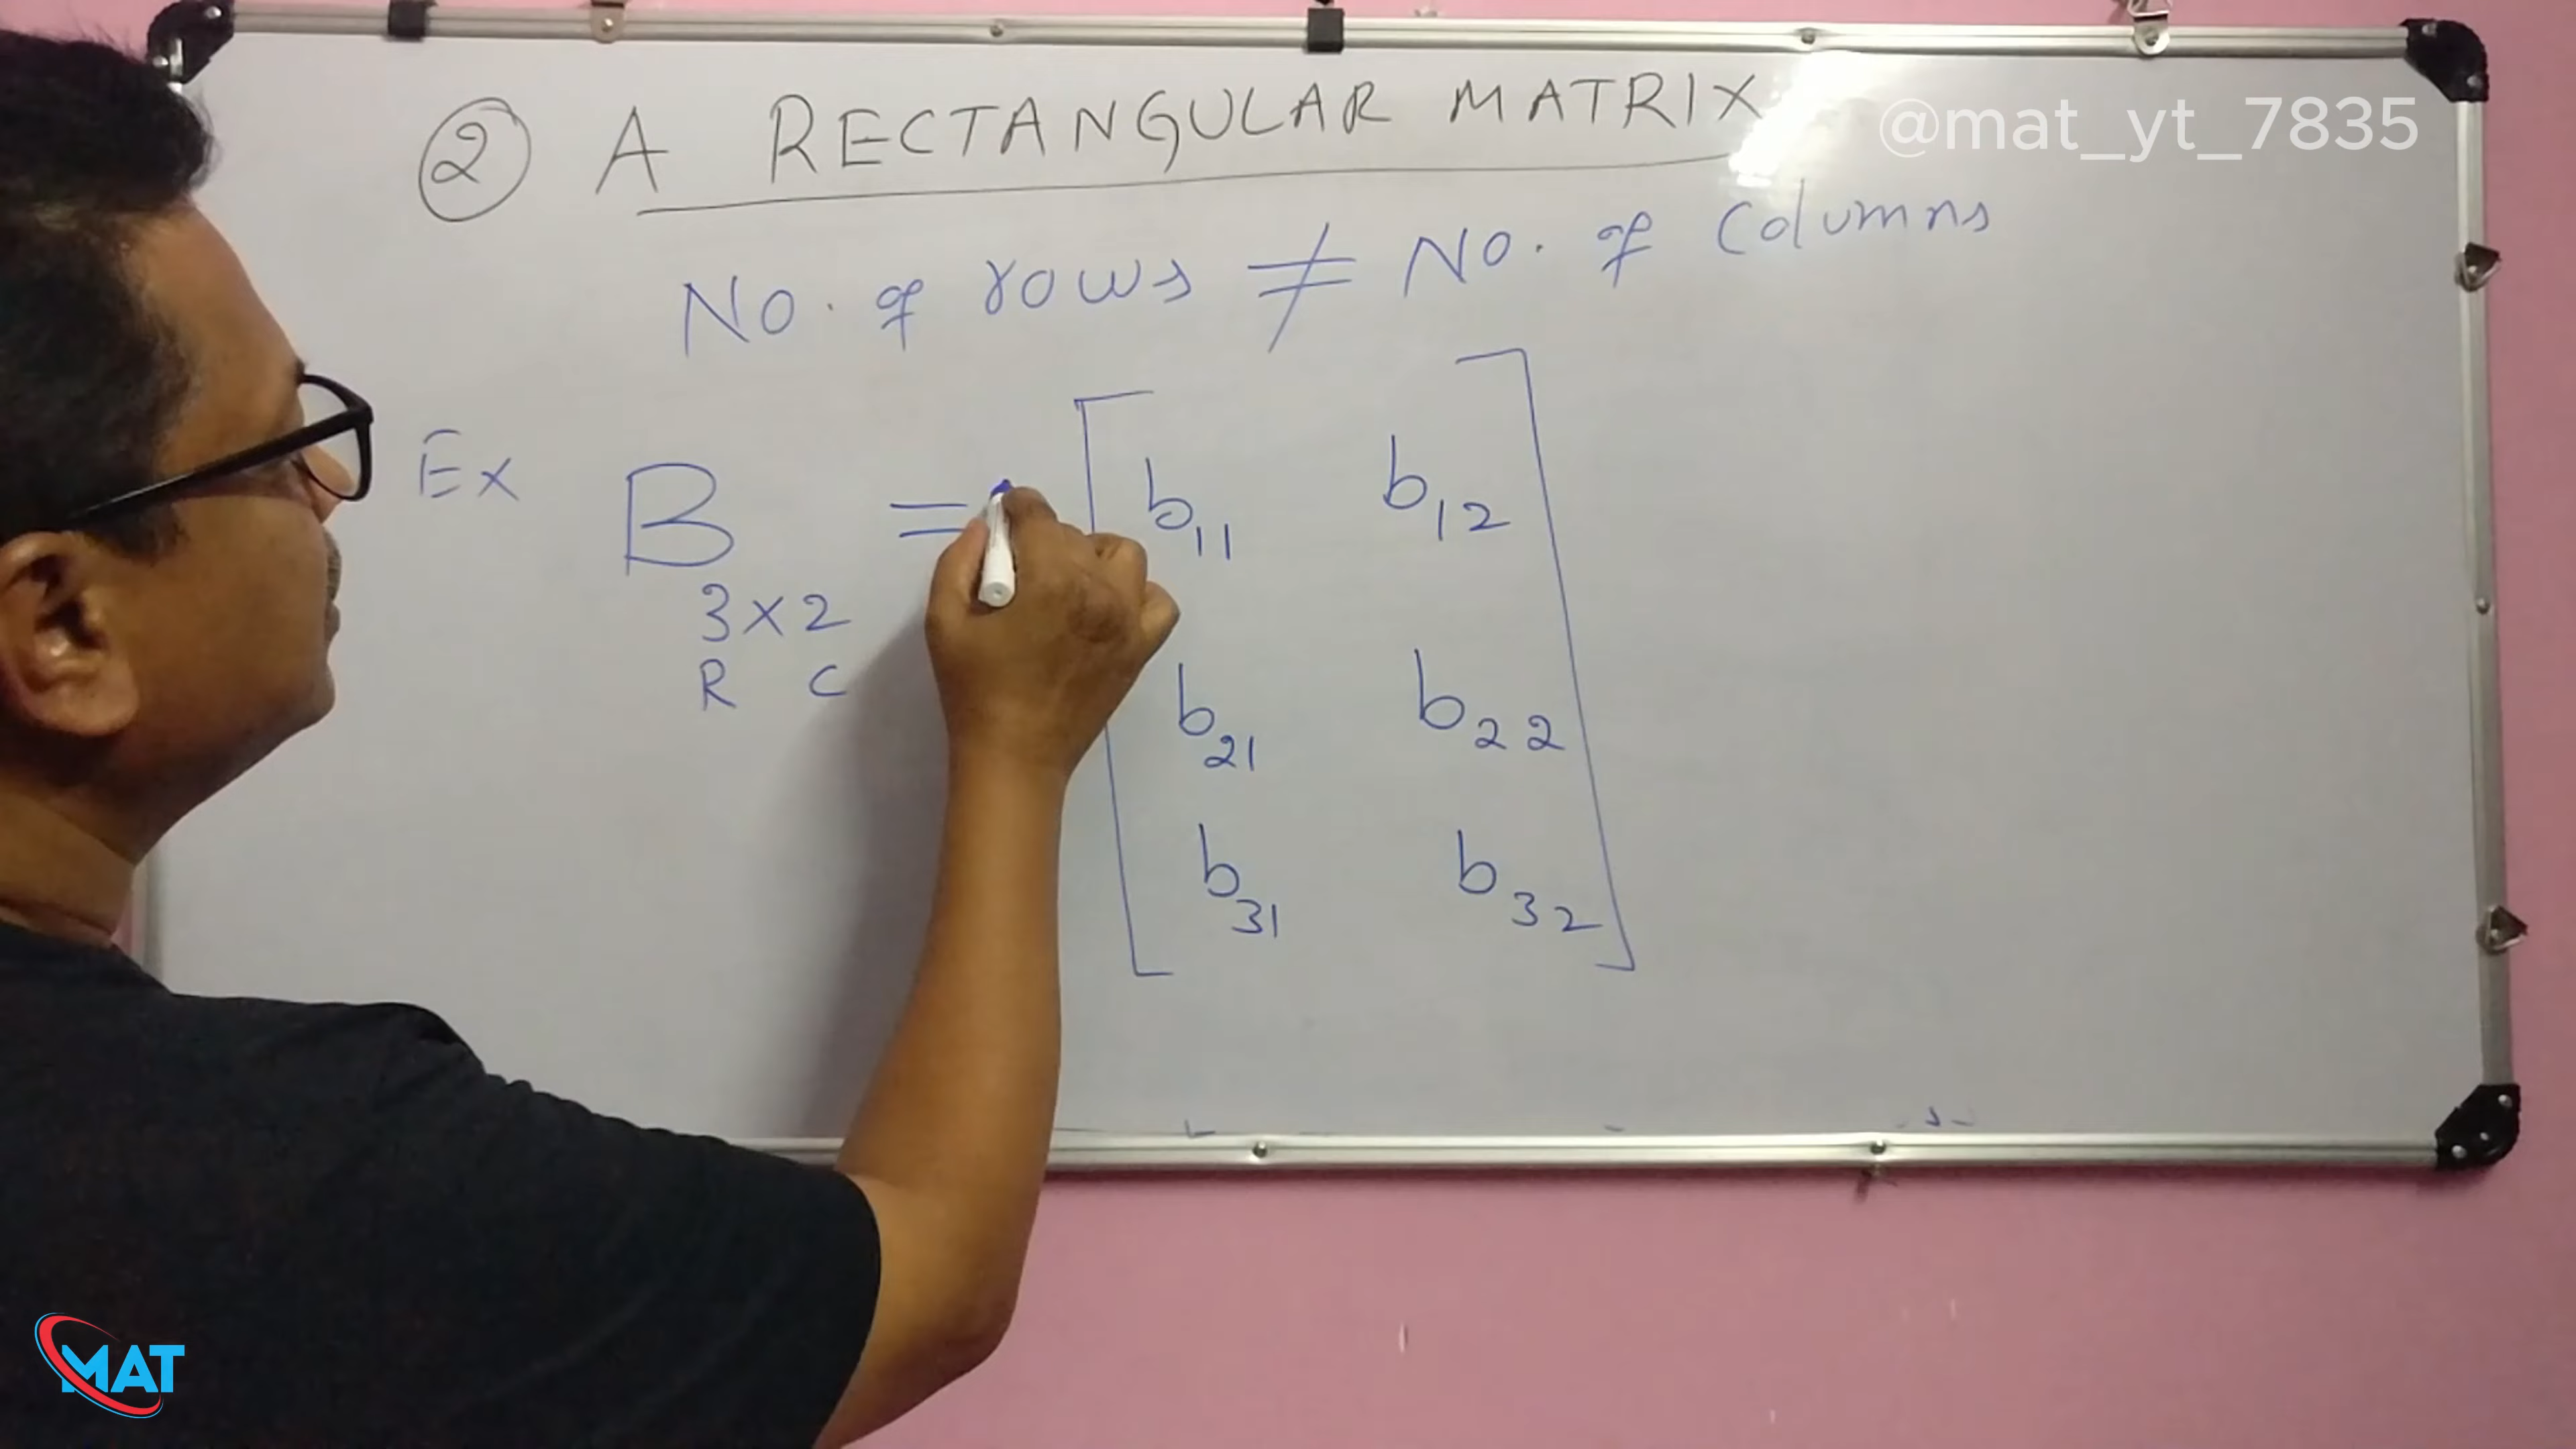 ② A RECTANGULAR MATRIX
@mat_yt_7835
No. of rows ≠ No. of columns
Ex B = b11 b12
3×2
R C
b21 b22
b31 b32
MAT